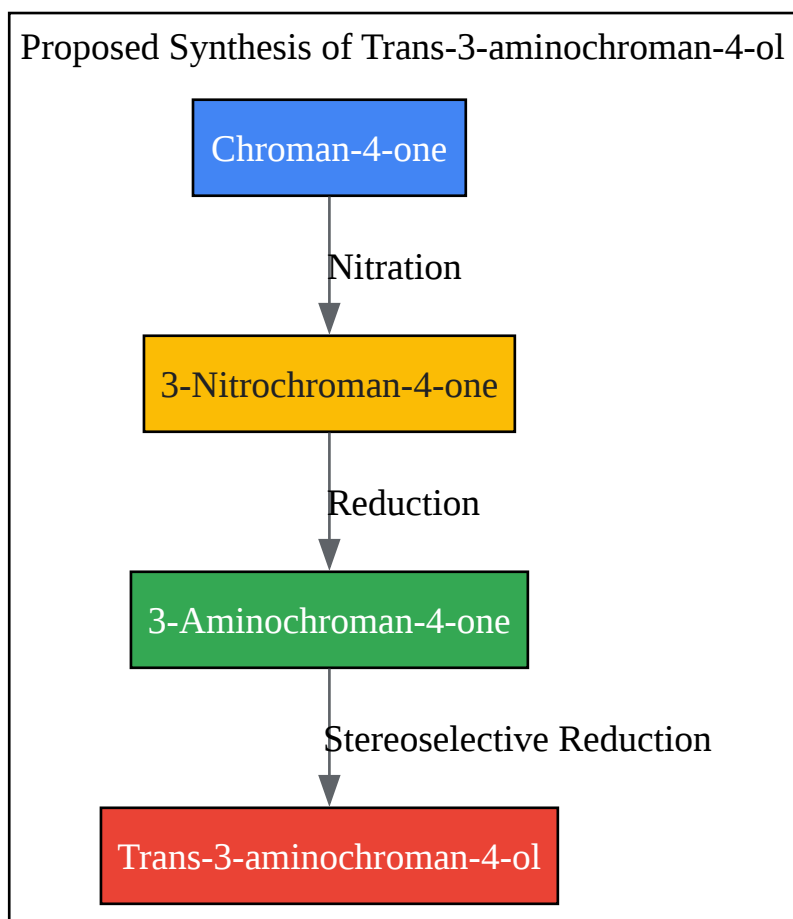 Proposed Synthesis of Trans-3-aminochroman-4-ol
Chroman-4-one
Nitration
3-Nitrochroman-4-one
Reduction
3-Aminochroman-4-one
Stereoselective Reduction
Trans-3-aminochroman-4-ol